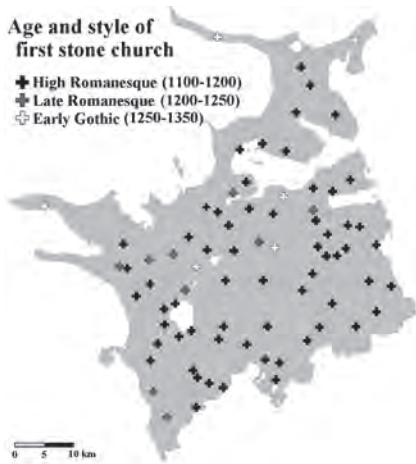 Age and style of
first stone church
High Romanesque (1100-1200)
Late Romanesque (1200-1250)
Early Gothic (1250-1350)
0 5 10 km